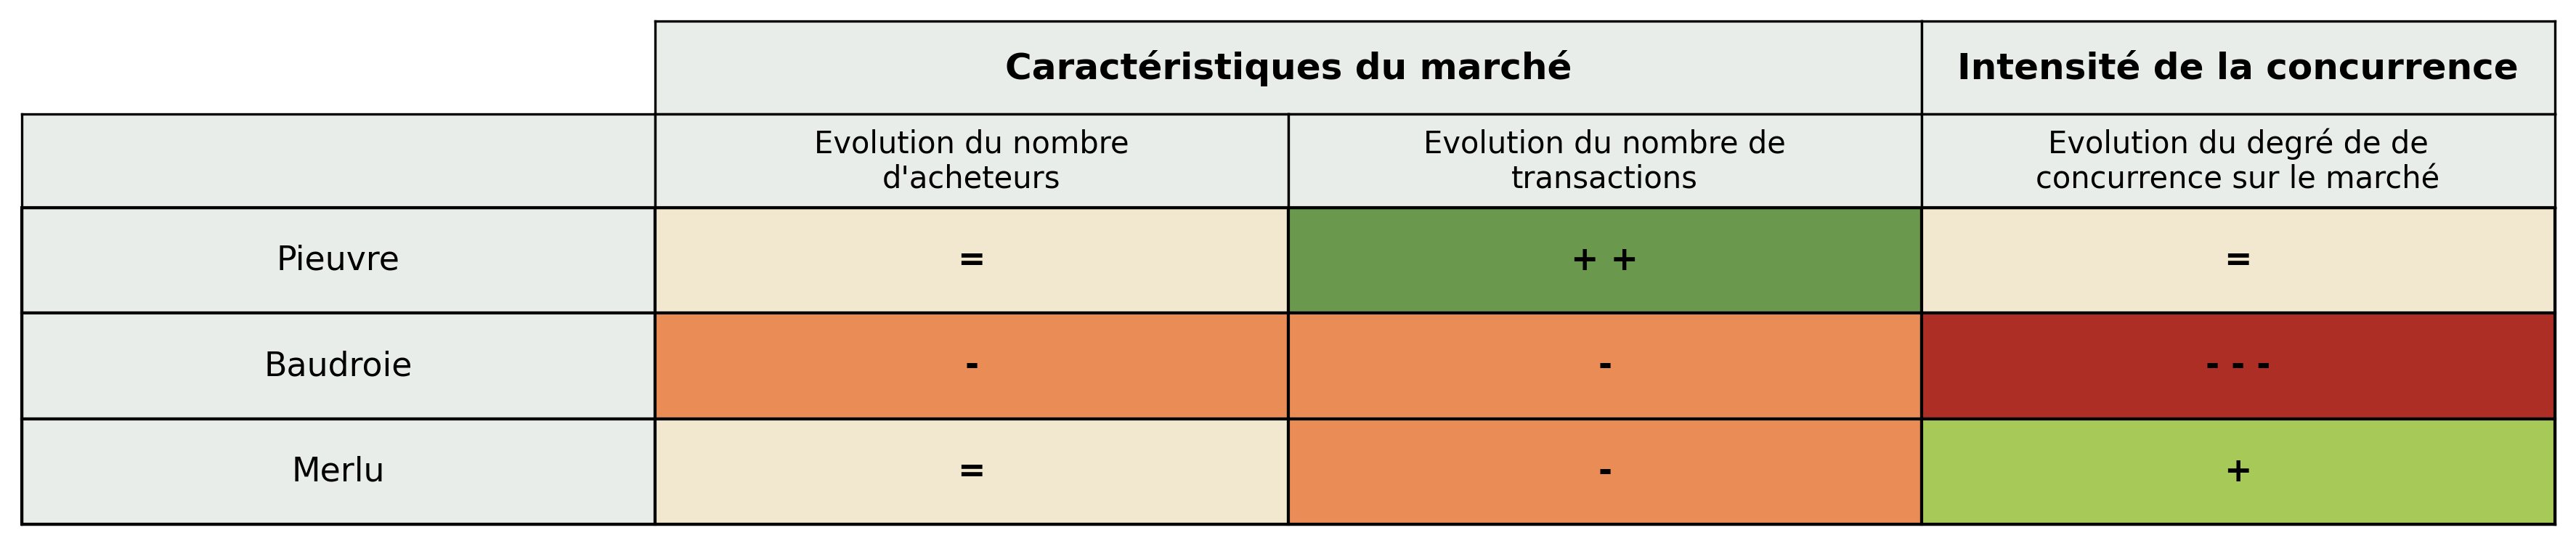 Caractéristiques du marché
Intensité de la concurrence
Evolution du nombre
d'acheteurs
Evolution du nombre de
transactions
Evolution du degré de de
concurrence sur le marché
Pieuvre
=
+ +
=
Baudroie
-
-
- - -
Merlu
=
-
+